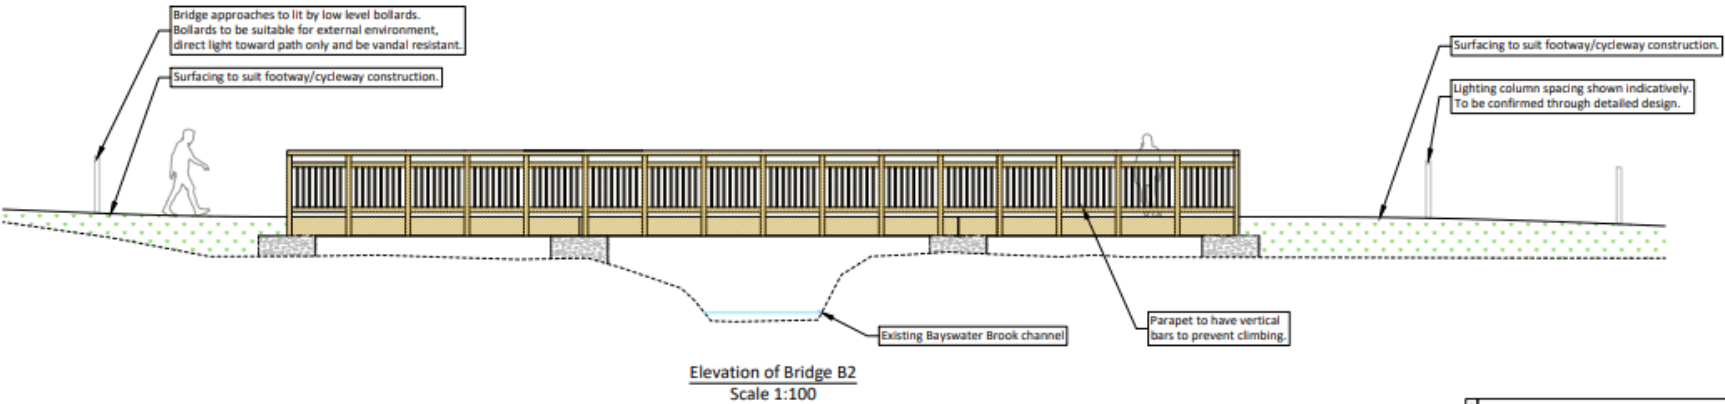 Bridge approaches to lit by low level bollards.
Bollards to be suitable for external environment,
direct light toward path only and be vandal resistant.
Surfacing to suit footway/cycleway construction.
Surfacing to suit footway/cycleway construction.
Lighting column spacing shown indicatively.
To be confirmed through detailed design.
Existing Bayswater Brook channel
Parapet to have vertical
bars to prevent climbing.
Elevation of Bridge B2
Scale 1:100